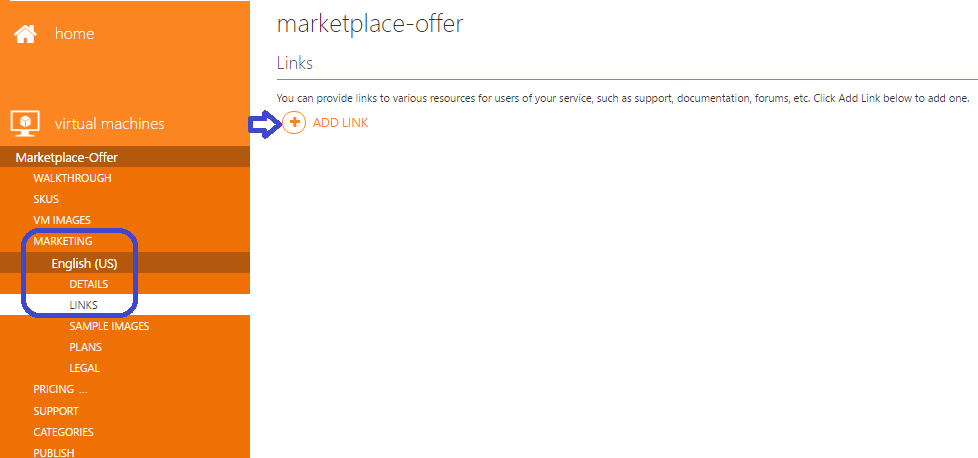 home
virtual machines
Marketplace-Offer
WALKTHROUGH
SKUS
VM IMAGES
MARKETING
English (US)
DETAILS
LINKS
SAMPLE IMAGES
PLANS
LEGAL
PRICING ...
SUPPORT
CATEGORIES
PUBLISH
marketplace-offer
Links
You can provide links to various resources for users of your service, such as support, documentation, forums, etc. Click Add Link below to add one.
ADD LINK